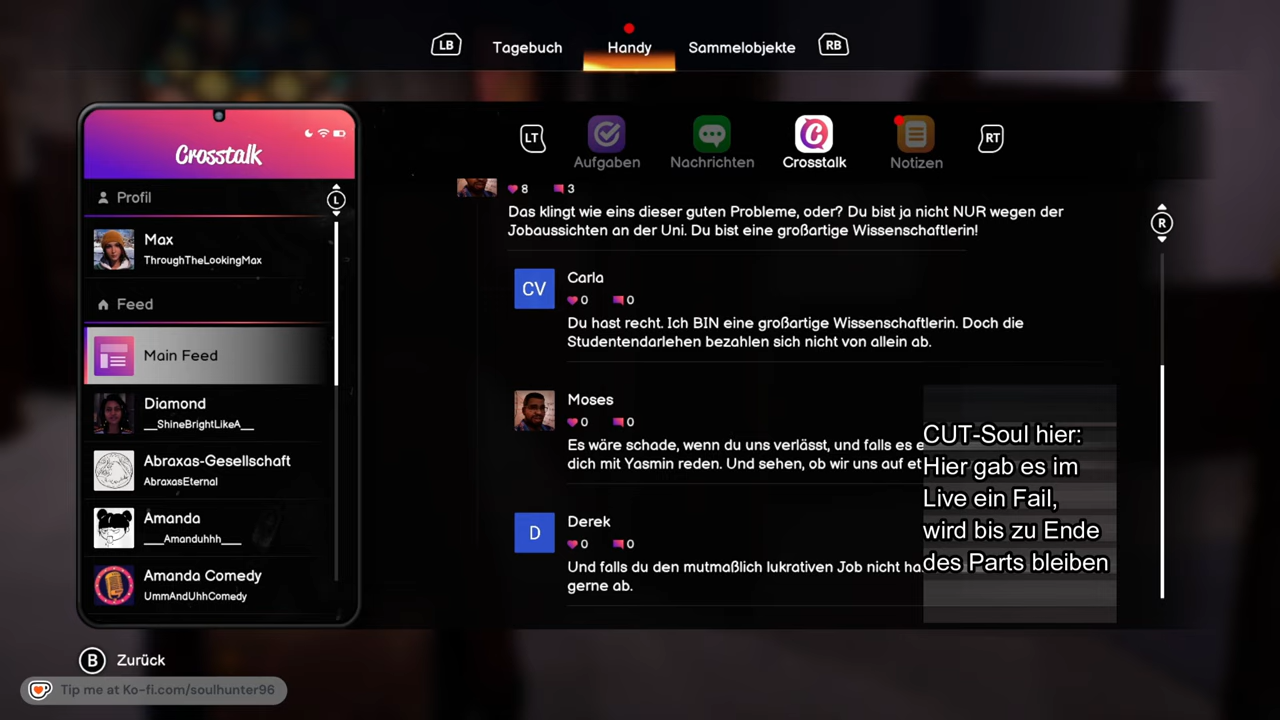 LB Tagebuch Handy Sammelobjekte RB
Crosstalk
Profil
L
Max
ThroughTheLookingMax
Feed
Main Feed
Diamond
__ShineBrightLikeA__
Abraxas-Gesellschaft
AbraxasEternal
Amanda
___Amanduhhh___
Amanda Comedy
UmmAndUhhComedy
LT Aufgaben Nachrichten Crosstalk Notizen RT
8 3
Das klingt wie eins dieser guten Probleme, oder? Du bist ja nicht NUR wegen der
Jobaussichten an der Uni. Du bist eine großartige Wissenschaftlerin!
R
CV
Carla
0 0
Du hast recht. Ich BIN eine großartige Wissenschaftlerin. Doch die
Studentendarlehen bezahlen sich nicht von allein ab.
Moses
0 0
Es wäre schade, wenn du uns verlässt, und falls es e
dich mit Yasmin reden. Und sehen, ob wir uns auf et
D
Derek
0 0
Und falls du den mutmaßlich lukrativen Job nicht ha
gerne ab.
CUT-Soul hier:
Hier gab es im
Live ein Fail,
wird bis zu Ende
des Parts bleiben
B Zurück
Tip me at Ko-fi.com/soulhunter96